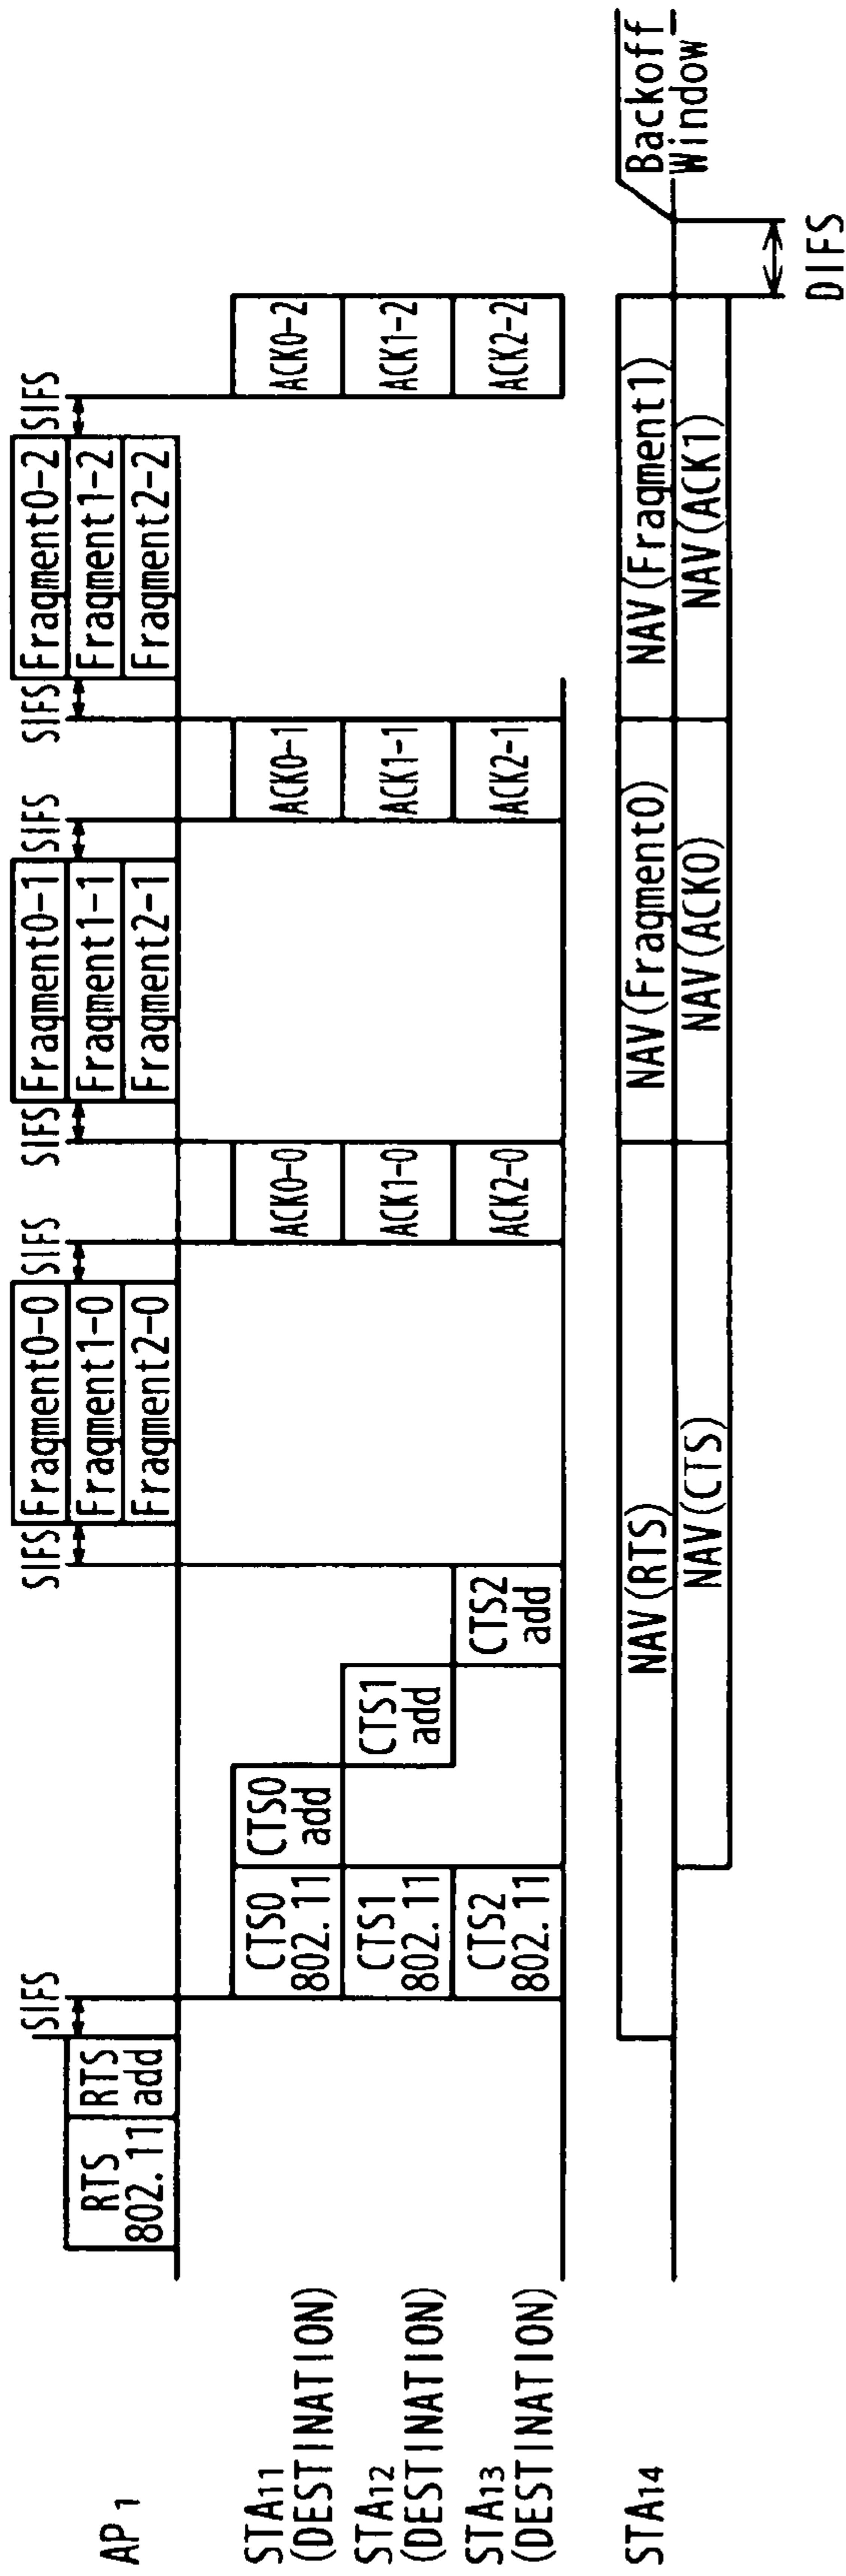 AP1
RTS
802.11
RTS
add
SIFS
SIFS
Fragment0-0
Fragment1-0
Fragment2-0
SIFS
SIFS
Fragment0-1
Fragment1-1
Fragment2-1
SIFS
SIFS
Fragment0-2
Fragment1-2
Fragment2-2
SIFS
STA11
(DESTINATION)
CTS0
802.11
CTS0
add
ACK0-0
ACK0-1
ACK0-2
STA12
(DESTINATION)
CTS1
802.11
CTS1
add
ACK1-0
ACK1-1
ACK1-2
STA13
(DESTINATION)
CTS2
802.11
CTS2
add
ACK2-0
ACK2-1
ACK2-2
STA14
NAV(RTS)
NAV(Fragment0)
NAV(Fragment1)
Backoff
Window
NAV(CTS)
NAV(ACK0)
NAV(ACK1)
DIFS